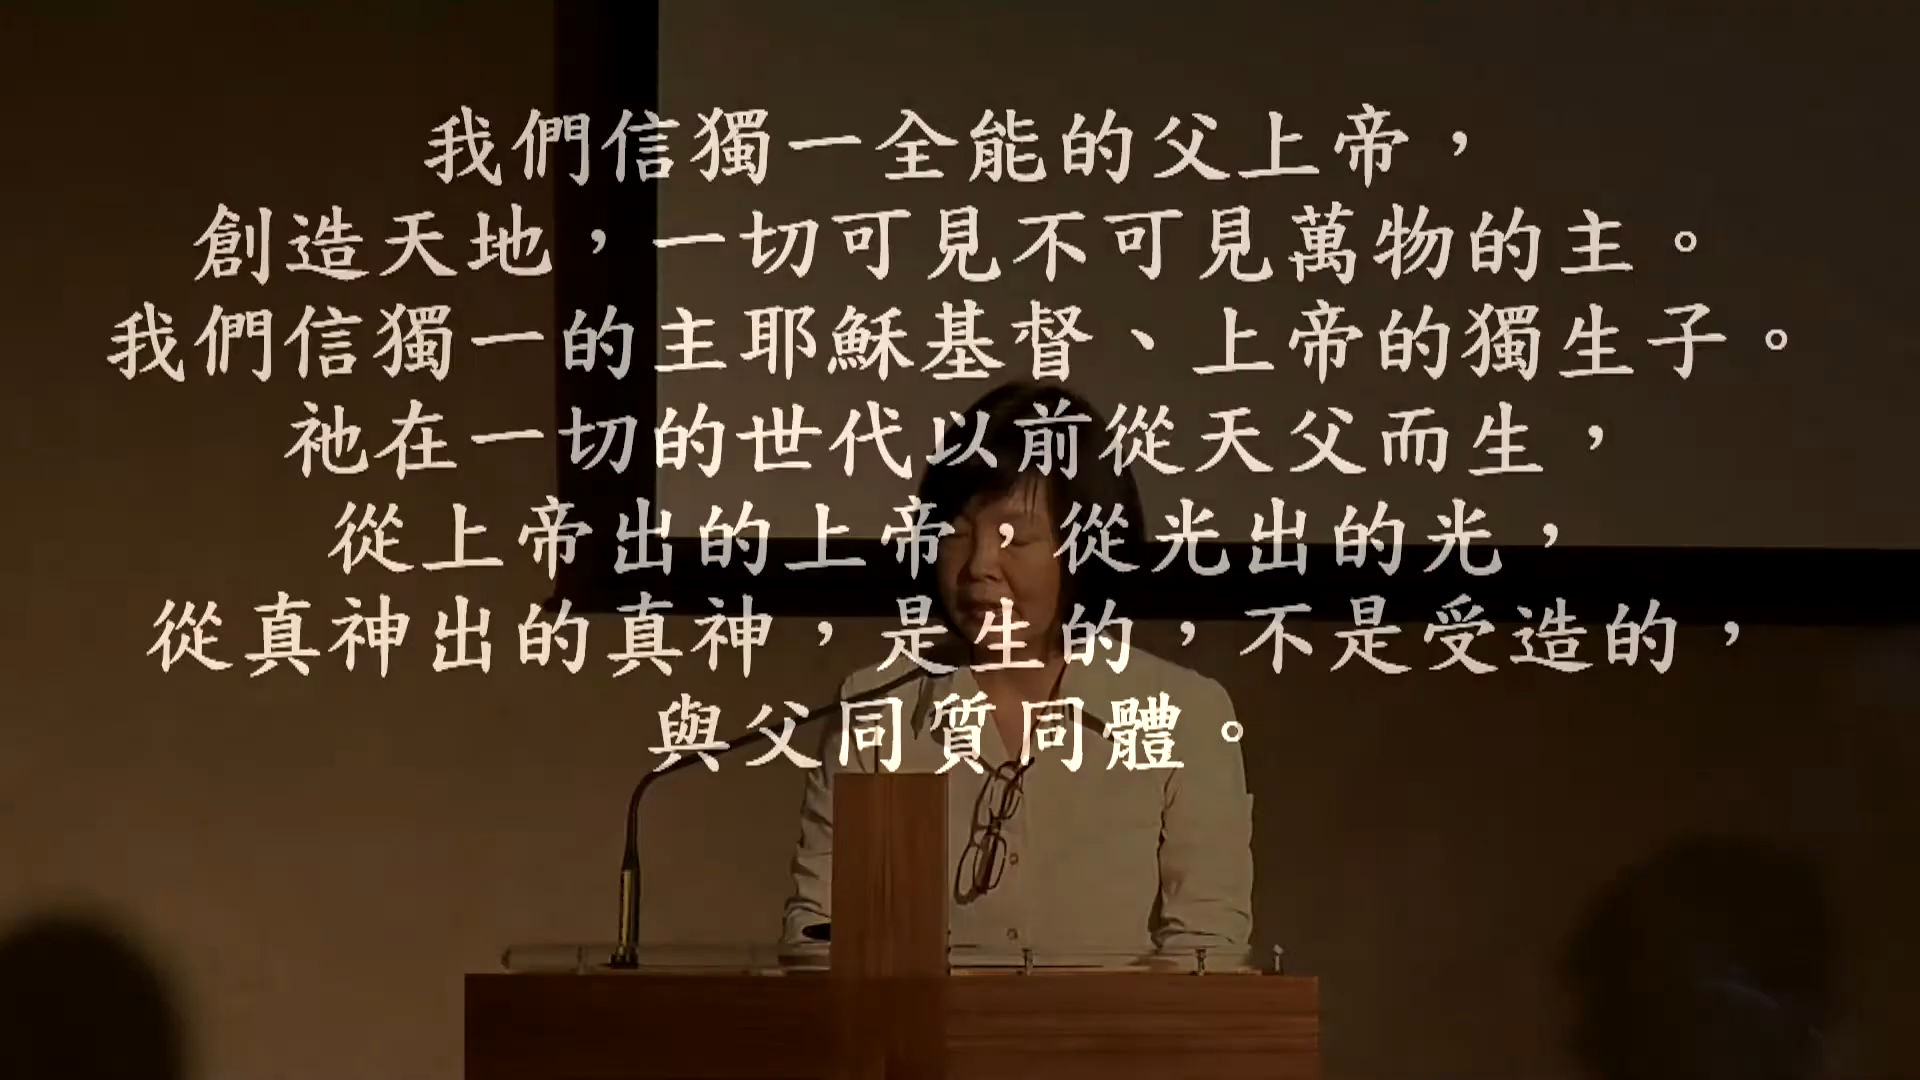 我們信獨一全能的父上帝，
創造天地，一切可見不可見萬物的主。
我們信獨一的主耶穌基督、上帝的獨生子。
祂在一切的世代以前從天父而生，
從上帝出的上帝，從光出的光，
從真神出的真神，是生的，不是受造的，
與父同質同體。